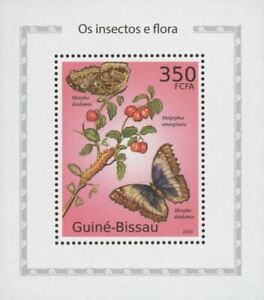 Os insectos e flora
350
FCFA
Morpho
deidamia
Malpighia
emarginata
Morpho
deidamia
Guiné-Bissau
2010